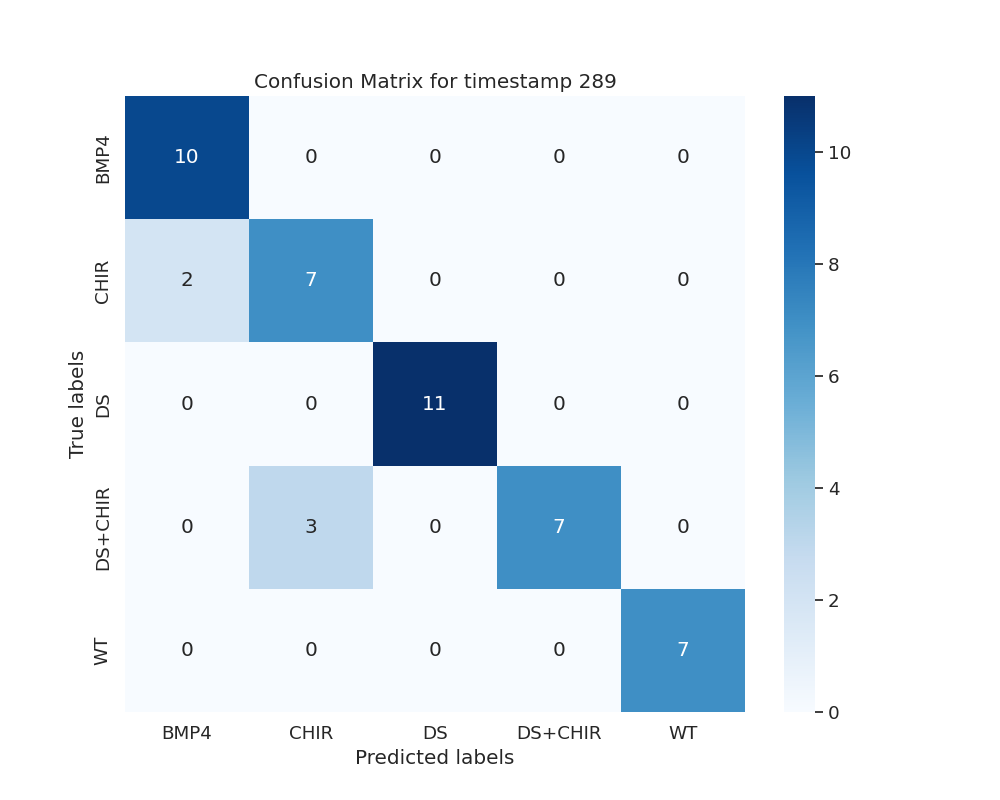 Confusion Matrix for timestamp 289
True labels
BMP4 10 0 0 0 0
CHIR 2 7 0 0 0
DS 0 0 11 0 0
DS+CHIR 0 3 0 7 0
WT 0 0 0 0 7
BMP4 CHIR DS DS+CHIR WT
Predicted labels
10
8
6
4
2
0